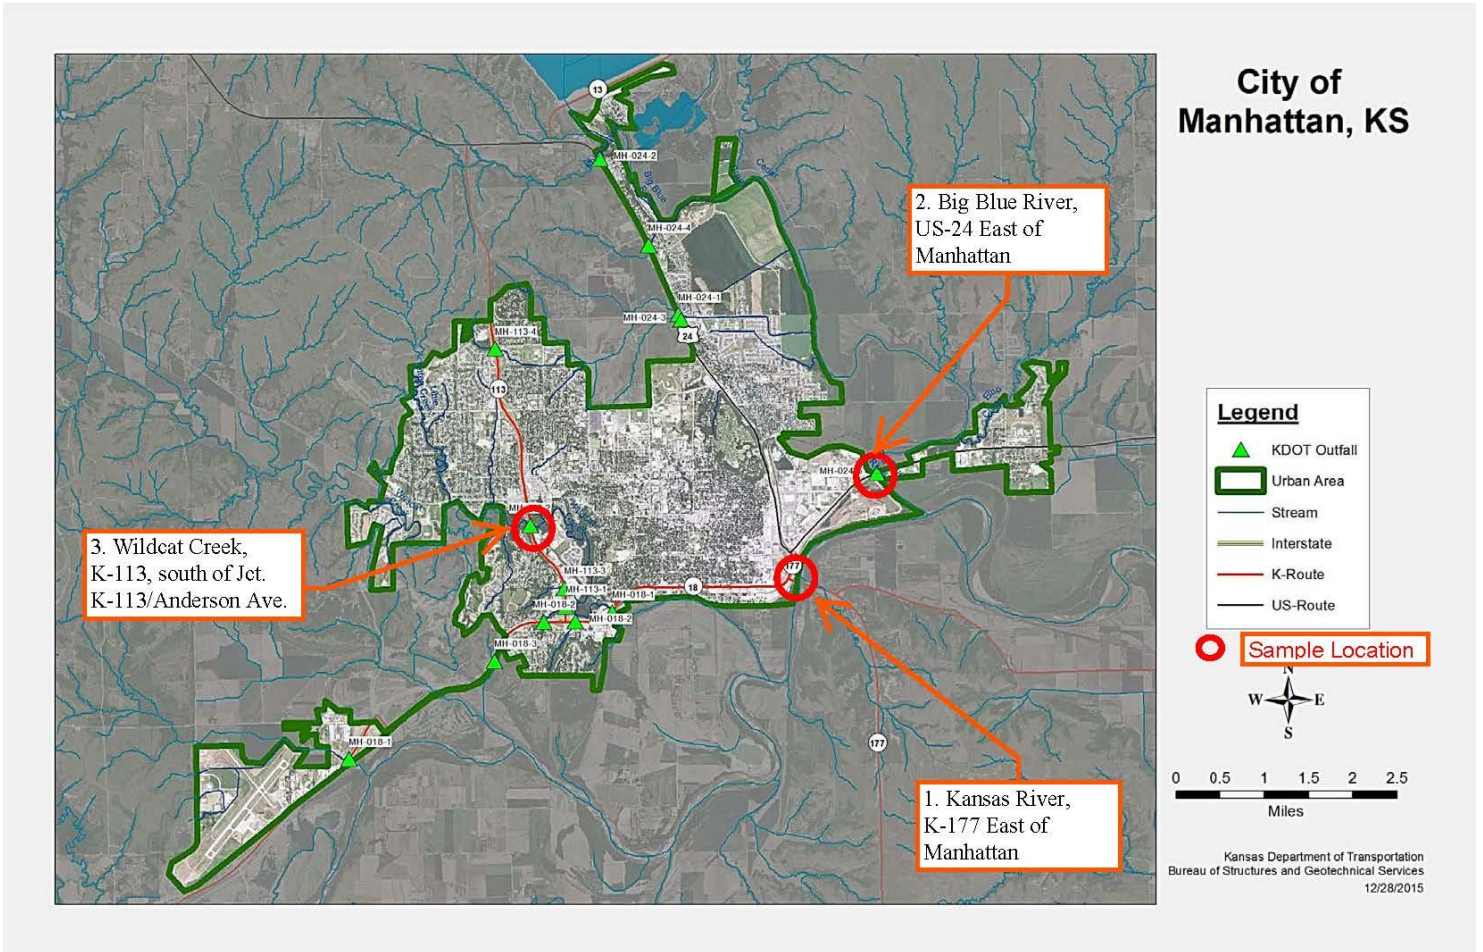 City of
Manhattan, KS
13
MH-024-2
Big Blue
Cedar
2. Big Blue River,
US-24 East of
Manhattan
MH-024-4
MH-024-1
MH-024-3
24
MH-113-4
113
Elbo
MH-024
3. Wildcat Creek,
K-113, south of Jct.
K-113/Anderson Ave.
MH-113-3
MH-113-1
MH-018-1
MH-018-2
MH-018-2
18
177
MH-018-3
MH-018-1
177
1. Kansas River,
K-177 East of
Manhattan
Legend
KDOT Outfall
Urban Area
Stream
Interstate
K-Route
US-Route
Sample Location
N
W E
S
0 0.5 1 1.5 2 2.5
Miles
Kansas Department of Transportation
Bureau of Structures and Geotechnical Services
12/28/2015